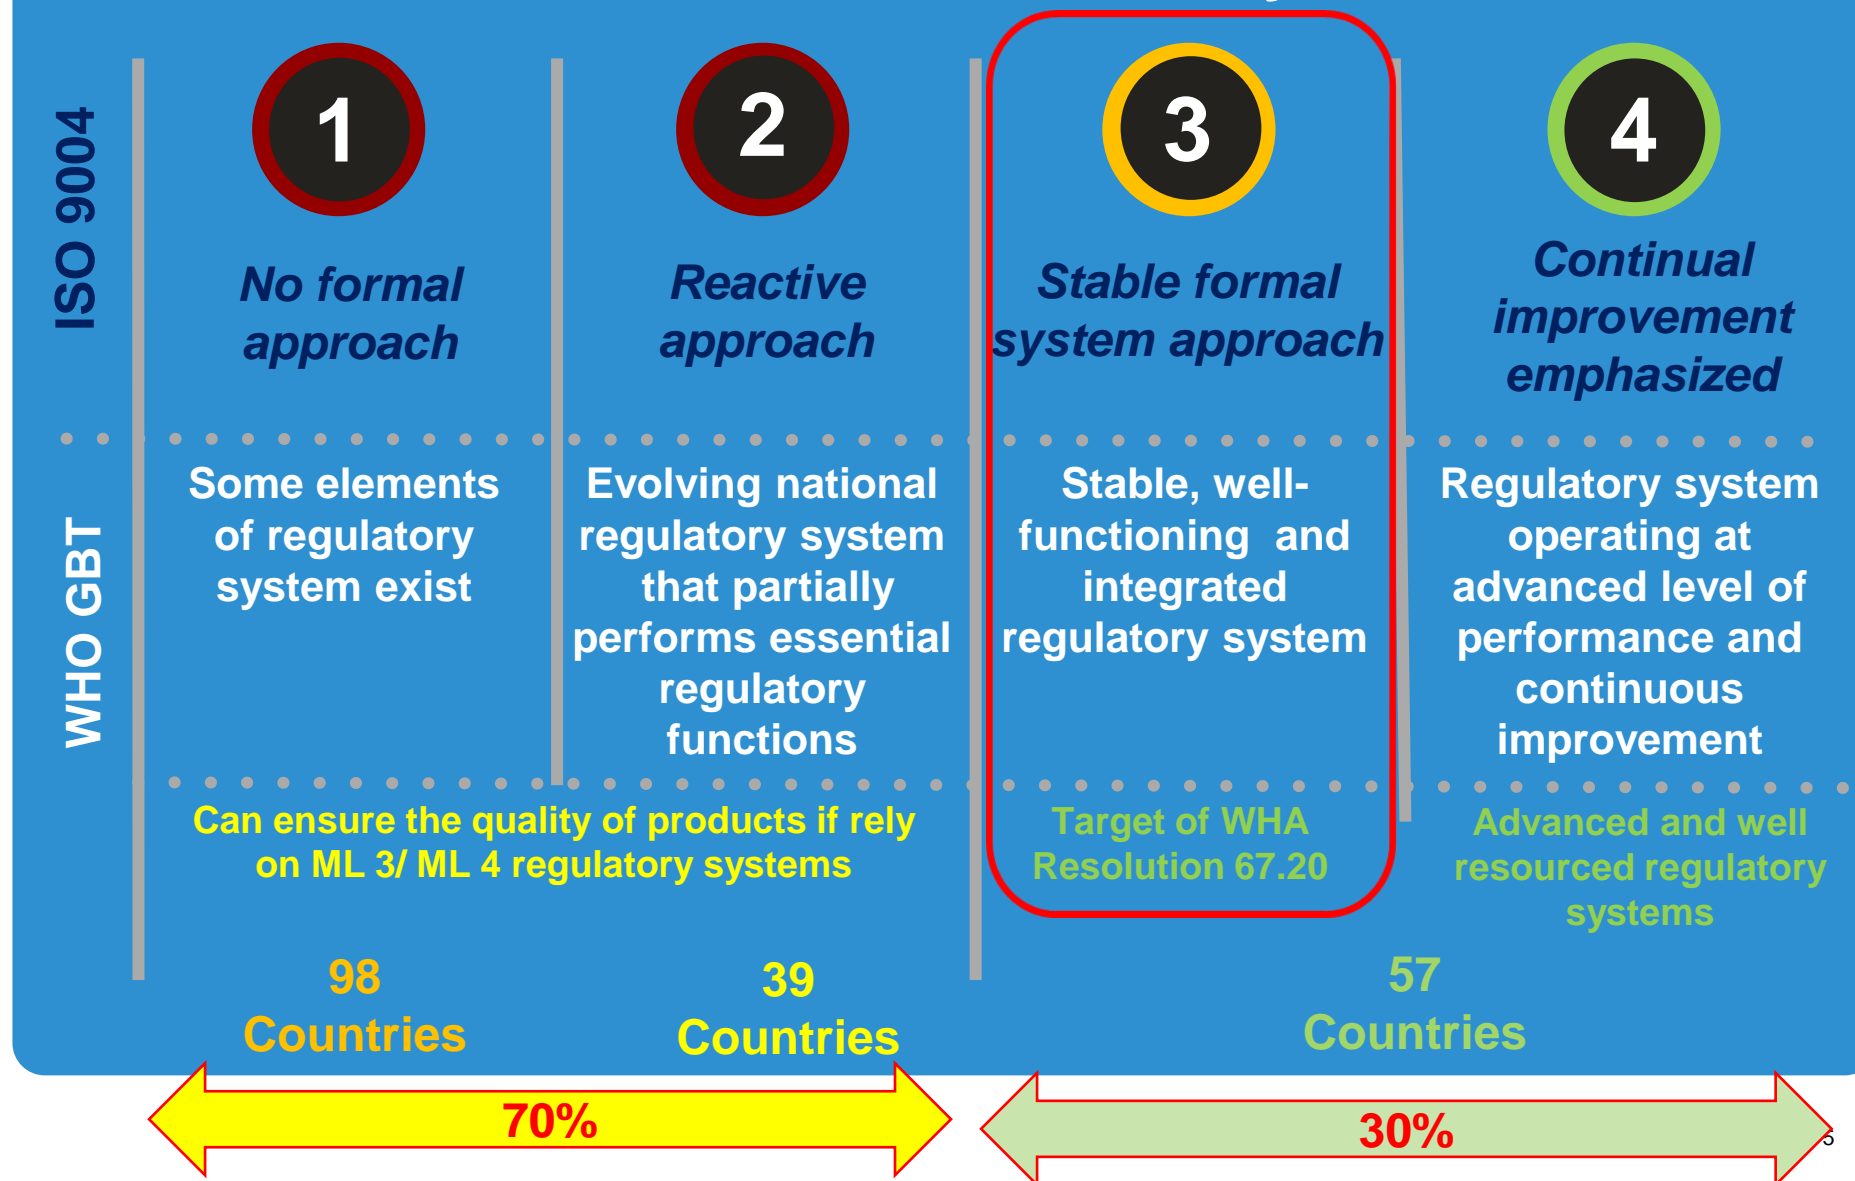 ISO 9004
1
2
3
4
No formal
approach
Reactive
approach
Stable formal
system approach
Continual
improvement
emphasized
WHO GBT
Some elements
of regulatory
system exist
Evolving national
regulatory system
that partially
performs essential
regulatory
functions
Stable, well-
functioning and
integrated
regulatory system
Regulatory system
operating at
advanced level of
performance and
continuous
improvement
Can ensure the quality of products if rely
on ML 3/ ML 4 regulatory systems
Target of WHA
Resolution 67.20
Advanced and well
resourced regulatory
systems
98
Countries
39
Countries
57
Countries
70%
30%
5